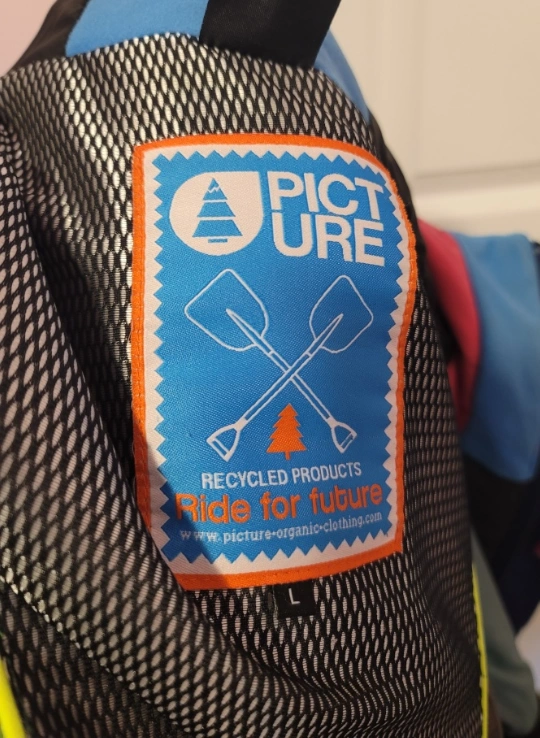 PICT
URE
RECYCLED PRODUCTS
Ride for future
www.picture•organic•clothing.com
L